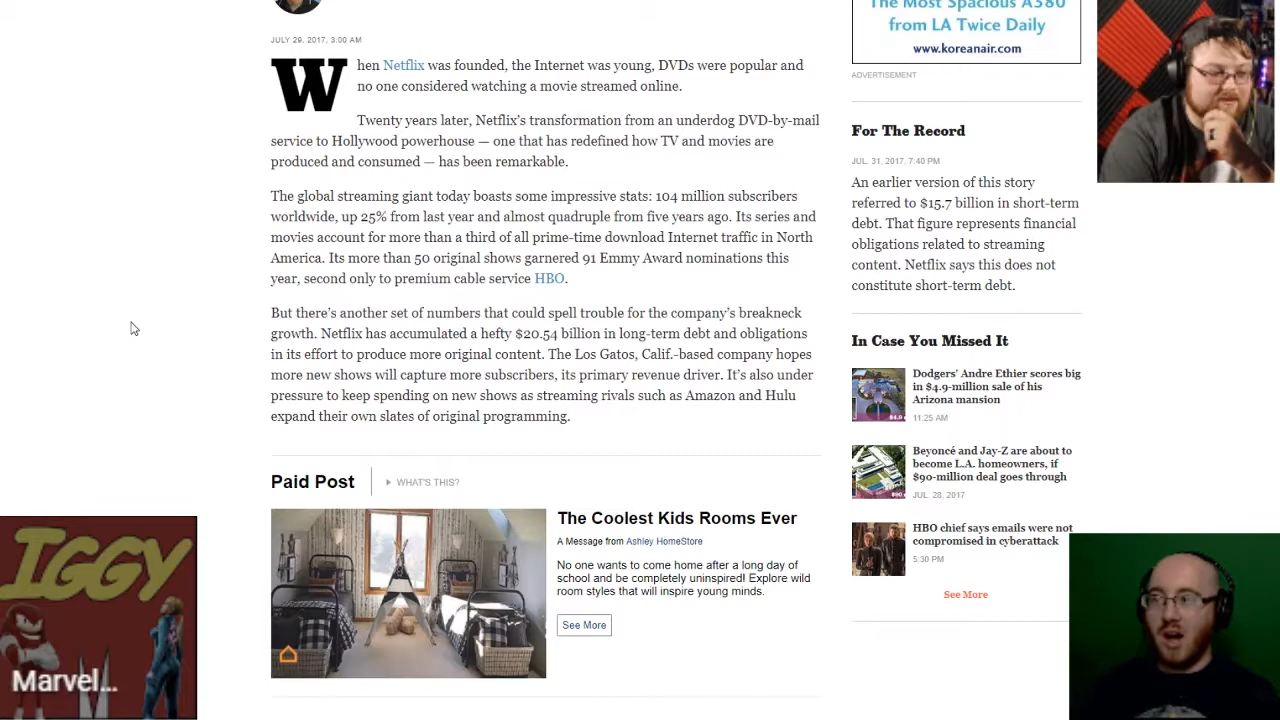 JULY 29, 2017, 3:00 AM
When Netflix was founded, the Internet was young, DVDs were popular and
no one considered watching a movie streamed online.
Twenty years later, Netflix's transformation from an underdog DVD-by-mail
service to Hollywood powerhouse — one that has redefined how TV and movies are
produced and consumed — has been remarkable.
The global streaming giant today boasts some impressive stats: 104 million subscribers
worldwide, up 25% from last year and almost quadruple from five years ago. Its series and
movies account for more than a third of all prime-time download Internet traffic in North
America. Its more than 50 original shows garnered 91 Emmy Award nominations this
year, second only to premium cable service HBO.
But there's another set of numbers that could spell trouble for the company's breakneck
growth. Netflix has accumulated a hefty $20.54 billion in long-term debt and obligations
in its effort to produce more original content. The Los Gatos, Calif.-based company hopes
more new shows will capture more subscribers, its primary revenue driver. It's also under
pressure to keep spending on new shows as streaming rivals such as Amazon and Hulu
expand their own slates of original programming.
Paid Post
WHAT'S THIS?
The Coolest Kids Rooms Ever
A Message from Ashley HomeStore
No one wants to come home after a long day of
school and be completely uninspired! Explore wild
room styles that will inspire young minds.
See More
The Most Spacious A380
from LA Twice Daily
www.koreanair.com
ADVERTISEMENT
For The Record
JUL. 31, 2017, 7:40 PM
An earlier version of this story
referred to $15.7 billion in short-term
debt. That figure represents financial
obligations related to streaming
content. Netflix says this does not
constitute short-term debt.
In Case You Missed It
Dodgers' Andre Ethier scores big
in $4.9-million sale of his
Arizona mansion
11:25 AM
Beyoncé and Jay-Z are about to
become L.A. homeowners, if
$90-million deal goes through
JUL. 28, 2017
HBO chief says emails were not
compromised in cyberattack
5:30 PM
See More
IGGY
Marvel...